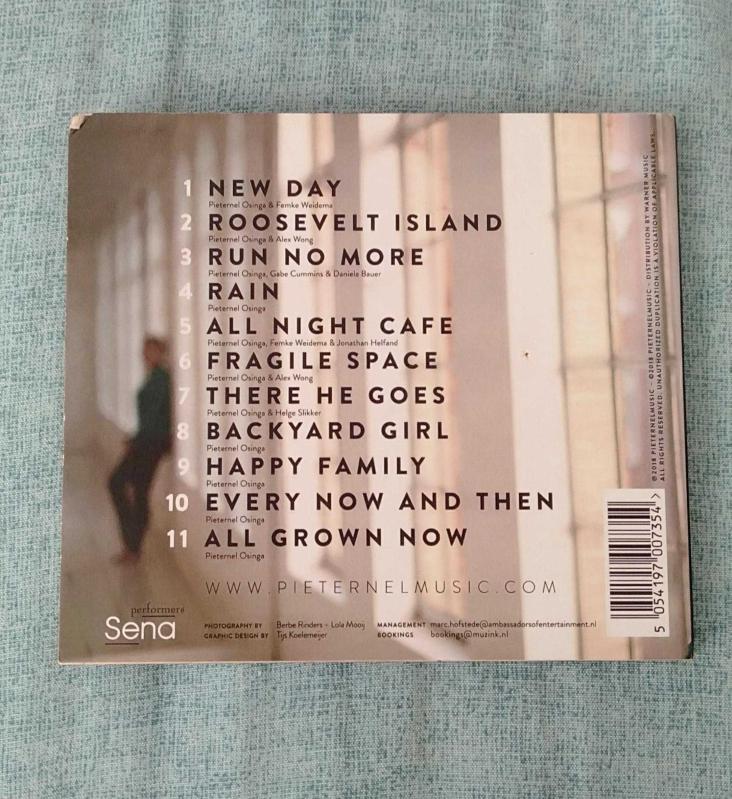 1 NEW DAY
Pieternel Osinga & Femke Weidema
2 ROOSEVELT ISLAND
Pieternel Osinga & Alex Wong
3 RUN NO MORE
Pieternel Osinga, Gabe Cummins & Daniela Bauer
4 RAIN
Pieternel Osinga
5 ALL NIGHT CAFE
Pieternel Osinga, Femke Weidema & Jonathan Helfand
6 FRAGILE SPACE
Pieternel Osinga & Alex Wong
7 THERE HE GOES
Pieternel Osinga & Helge Slikker
8 BACKYARD GIRL
Pieternel Osinga
9 HAPPY FAMILY
Pieternel Osinga
10 EVERY NOW AND THEN
Pieternel Osinga
11 ALL GROWN NOW
Pieternel Osinga
WWW.PIETERNELMUSIC.COM
performers
Sena
PHOTOGRAPHY BY Berbe Rinders - Lola Mooij
GRAPHIC DESIGN BY Tijs Koelemeijer
MANAGEMENT marc.hofstede@ambassadorsofentertainment.nl
BOOKINGS bookings@muzink.nl
℗2018 PIETERNELMUSIC - ©2018 PIETERNELMUSIC - DISTRIBUTION BY WARNER MUSIC
ALL RIGHTS RESERVED. UNAUTHORIZED DUPLICATION IS A VIOLATION OF APPLICABLE LAWS.
5 054197 007354 >